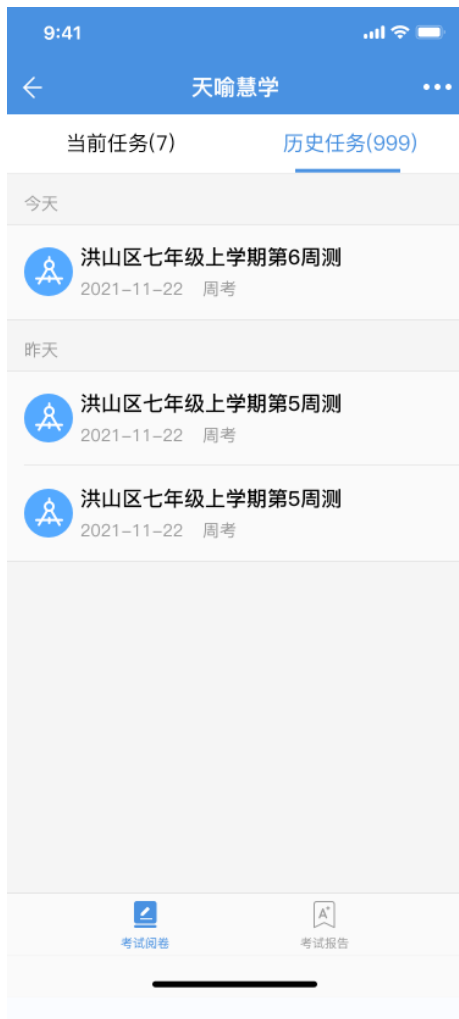 9:41
天喻慧学
当前任务(7) 历史任务(999)
今天
洪山区七年级上学期第6周测
2021-11-22 周考
昨天
洪山区七年级上学期第5周测
2021-11-22 周考
洪山区七年级上学期第5周测
2021-11-22 周考
A+
考试阅卷 考试报告